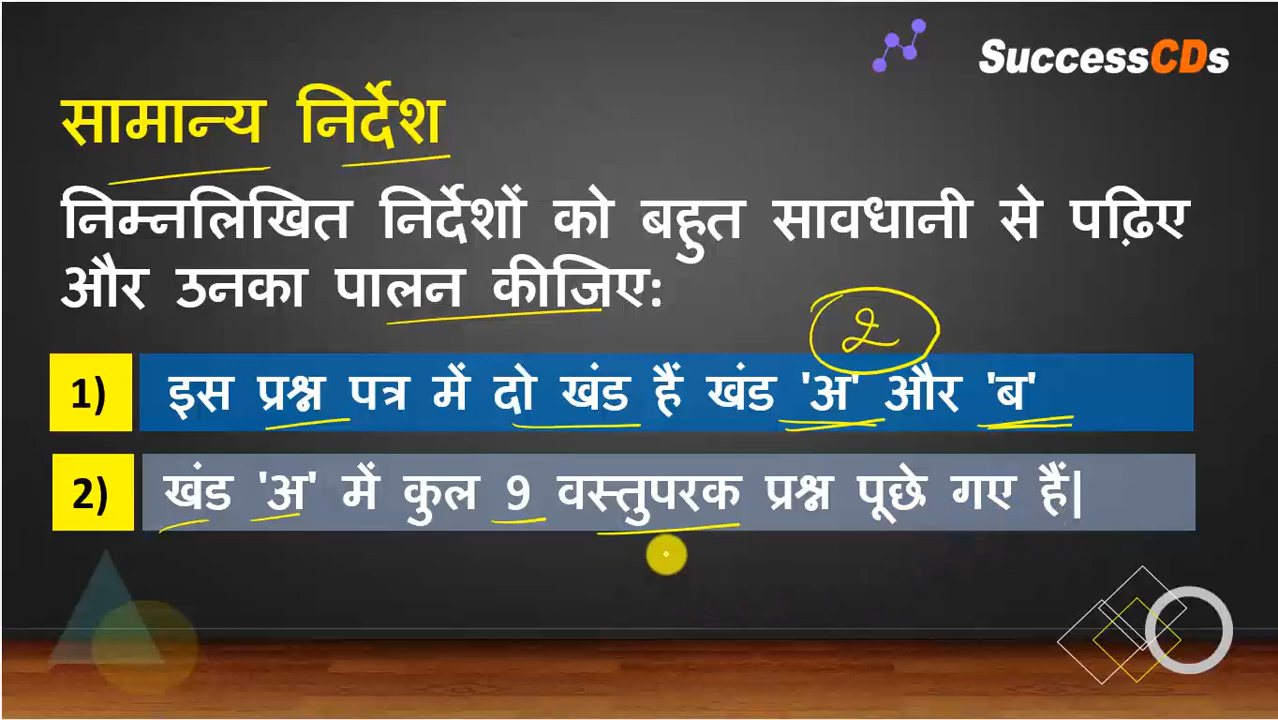 SuccessCDs
सामान्य निर्देश
निम्नलिखित निर्देशों को बहुत सावधानी से पढ़िए
और उनका पालन कीजिए:
2
1) इस प्रश्न पत्र में दो खंड हैं खंड 'अ' और 'ब'
2) खंड 'अ' में कुल 9 वस्तुपरक प्रश्न पूछे गए हैं|